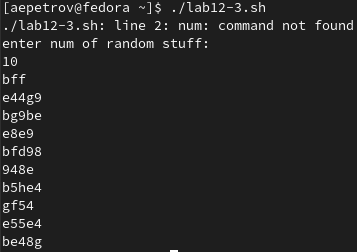 [aepetrov@fedora ~]$ ./lab12-3.sh
./lab12-3.sh: line 2: num: command not found
enter num of random stuff:
10
bff
e44g9
bg9be
e8e9
bfd98
948e
b5he4
gf54
e55e4
be48g